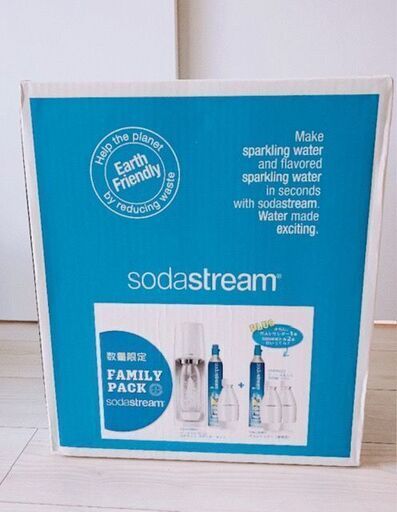 Help the planet
Earth
Friendly
by reducing waste
Make
sparkling water
and flavored
sparkling water
in seconds
with sodastream.
Water made
exciting.
sodastream®
数量限定
FAMILY
PACK
sodastream
+
PLUS